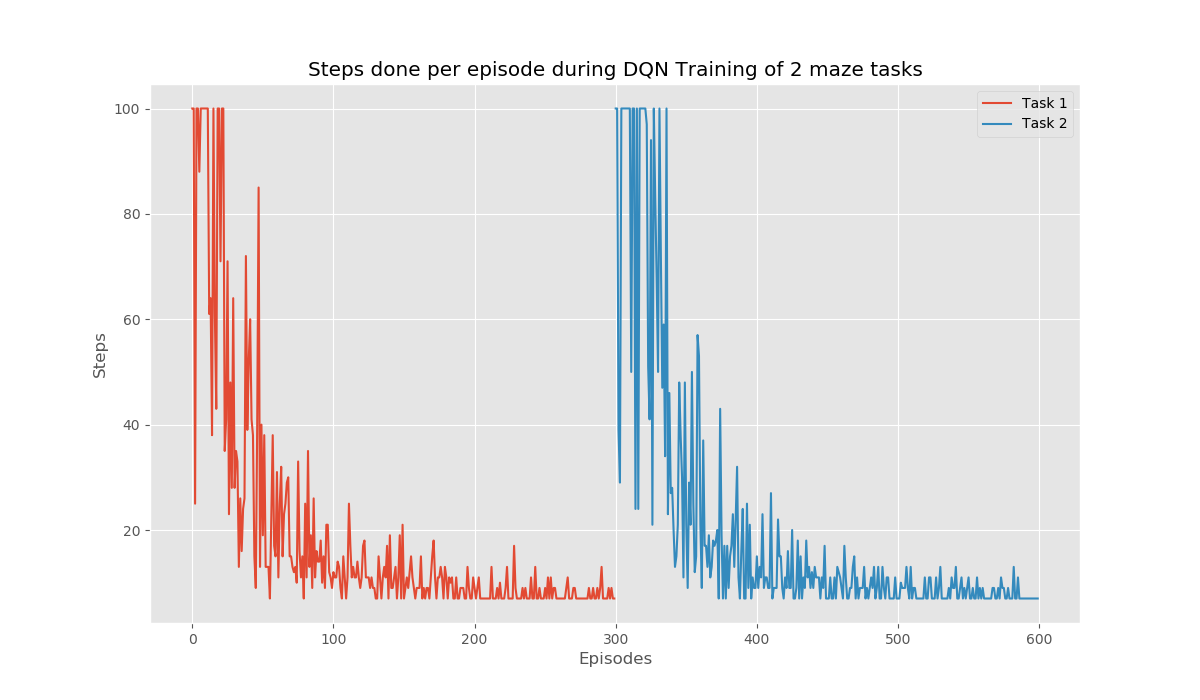 Steps done per episode during DQN Training of 2 maze tasks
Task 1
Task 2
100
80
60
40
20
Steps
0 100 200 300 400 500 600
Episodes